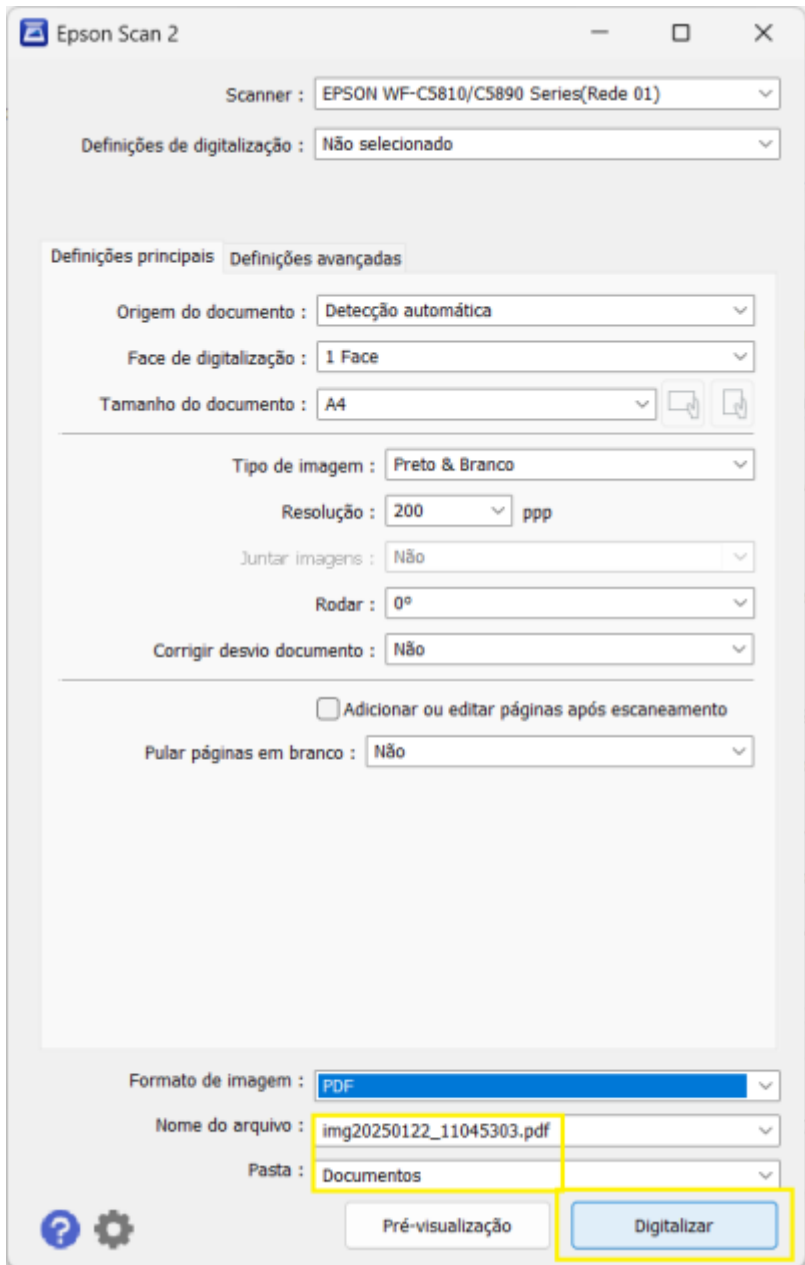 Epson Scan 2
Scanner : EPSON WF-C5810/C5890 Series(Rede 01)
Definições de digitalização : Não selecionado
Definições principais Definições avançadas
Origem do documento : Detecção automática
Face de digitalização : 1 Face
Tamanho do documento : A4
Tipo de imagem : Preto & Branco
Resolução : 200 ppp
Juntar imagens : Não
Rodar : 0º
Corrigir desvio documento : Não
Adicionar ou editar páginas após escaneamento
Pular páginas em branco : Não
Formato de imagem : PDF
Nome do arquivo : img20250122_11045303.pdf
Pasta : Documentos
? Pré-visualização Digitalizar